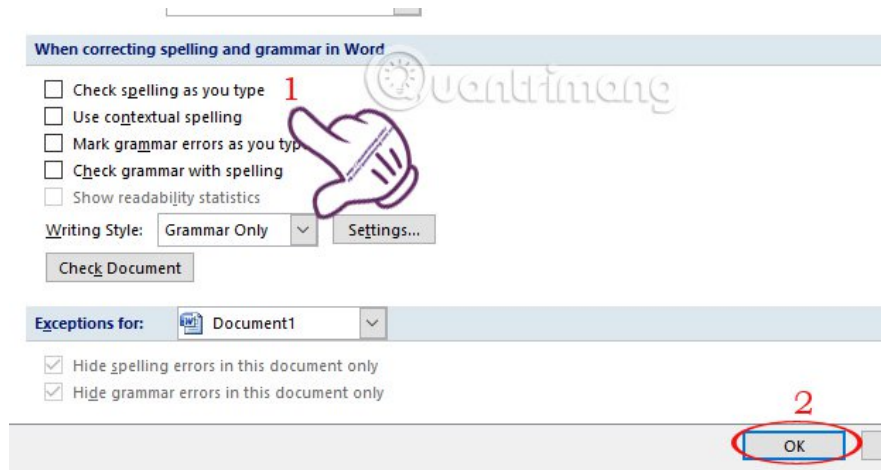 When correcting spelling and grammar in Word
Quantrimang
Check spelling as you type 1
Use contextual spelling
Mark grammar errors as you typ
Check grammar with spelling
Show readability statistics
Writing Style: Grammar Only Settings...
Check Document
Exceptions for: Document1
Hide spelling errors in this document only
Hide grammar errors in this document only
2
OK